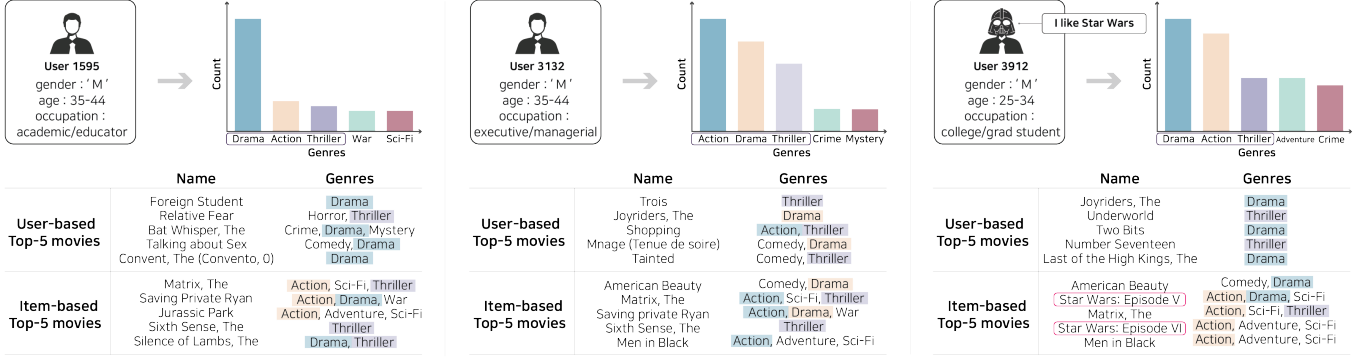 User 1595
gender : ‘ M ’
age : 35-44
occupation :
academic/educator
Count
Drama Action Thriller War Sci-Fi
Genres
Name Genres
User-based
Top-5 movies
Foreign Student Drama
Relative Fear Horror, Thriller
Bat Whisper, The Crime, Drama, Mystery
Talking about Sex Comedy, Drama
Convent, The (Convento, O) Drama
Item-based
Top-5 movies
Matrix, The Action, Sci-Fi, Thriller
Saving Private Ryan Action, Drama, War
Jurassic Park Action, Adventure, Sci-Fi
Sixth Sense, The Thriller
Silence of Lambs, The Drama, Thriller
User 3132
gender : ‘ M ’
age : 35-44
occupation :
executive/managerial
Count
Action Drama Thriller Crime Mystery
Genres
Name Genres
User-based
Top-5 movies
Trois Thriller
Joyriders, The Drama
Shopping Action, Thriller
Mnage (Tenue de soire) Comedy, Drama
Tainted Comedy, Thriller
Item-based
Top-5 movies
American Beauty Comedy, Drama
Matrix, The Action, Sci-Fi, Thriller
Saving private Ryan Action, Drama, War
Sixth Sense, The Thriller
Men in Black Action, Adventure, Sci-Fi
I like Star Wars
User 3912
gender : ‘ M ’
age : 25-34
occupation :
college/grad student
Count
Drama Action Thriller Adventure Crime
Genres
Name Genres
User-based
Top-5 movies
Joyriders, The Drama
Underworld Thriller
Two Bits Drama
Number Seventeen Thriller
Last of the High Kings, The Drama
Item-based
Top-5 movies
American Beauty Comedy, Drama
Star Wars: Episode V Action, Drama, Sci-Fi
Matrix, The Action, Sci-Fi, Thriller
Star Wars: Episode VI Action, Adventure, Sci-Fi
Men in Black Action, Adventure, Sci-Fi